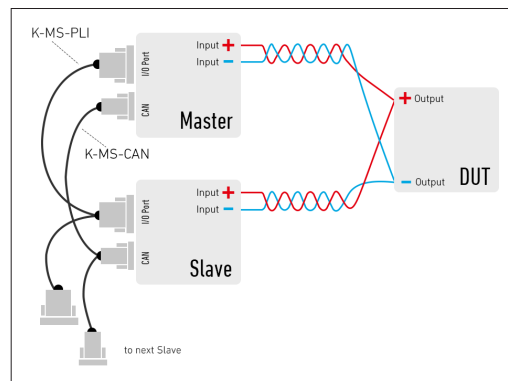 K-MS-PLI
I/O Port
Input +
Input −
CAN
Master
K-MS-CAN
+ Output
− Output
DUT
I/O Port
Input +
Input −
CAN
Slave
to next Slave